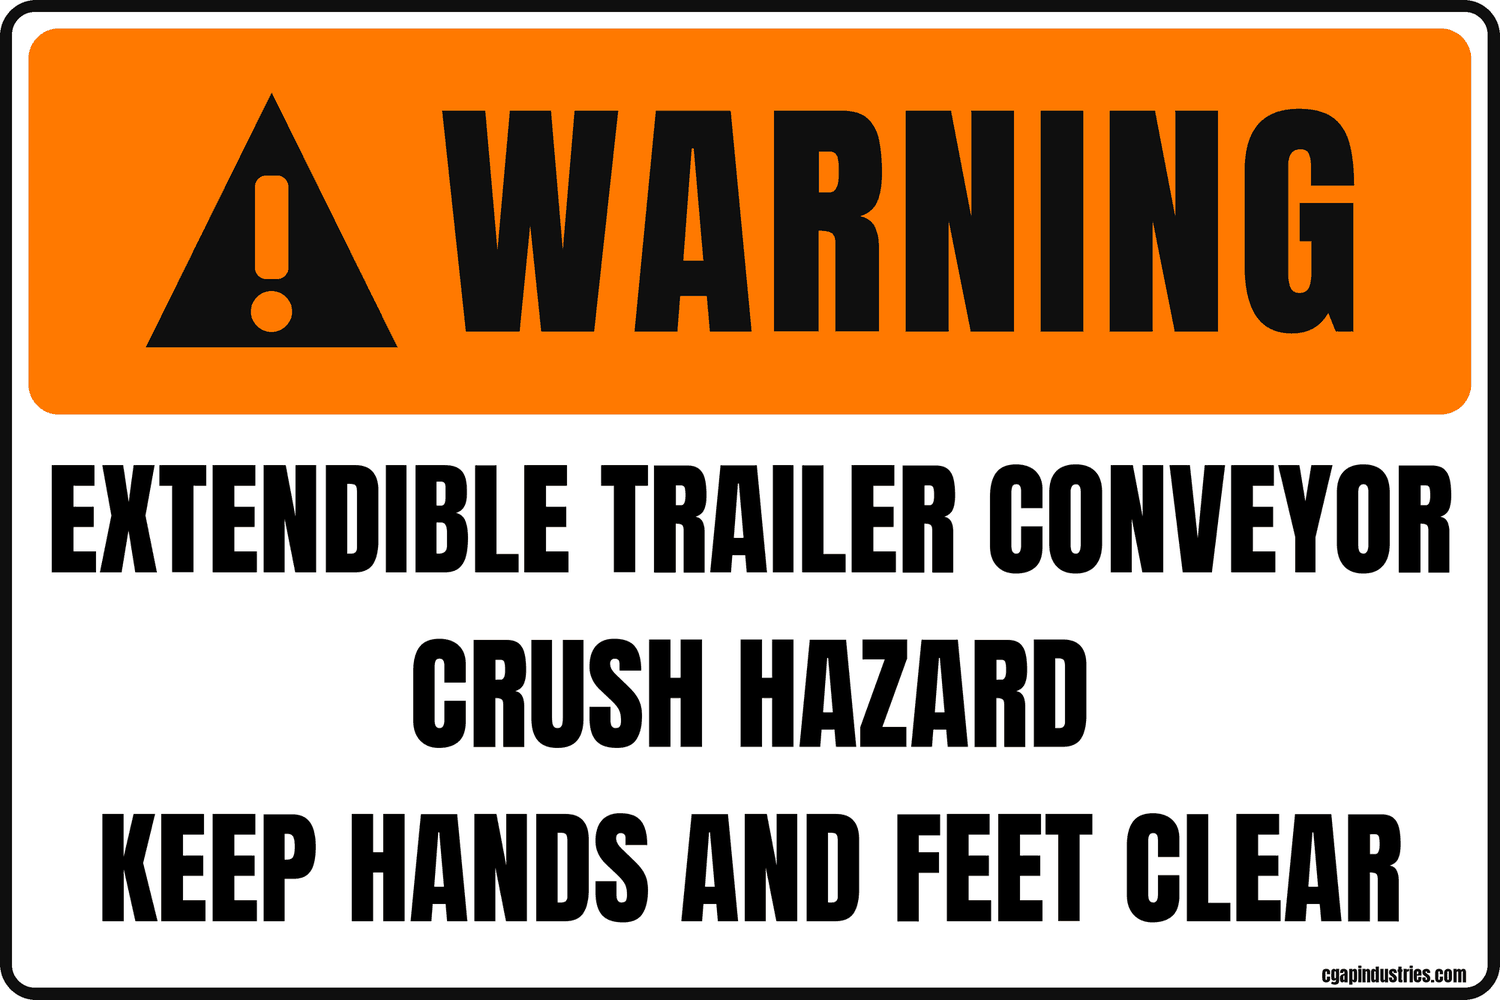 WARNING
EXTENDIBLE TRAILER CONVEYOR
CRUSH HAZARD
KEEP HANDS AND FEET CLEAR
cgapindustries.com